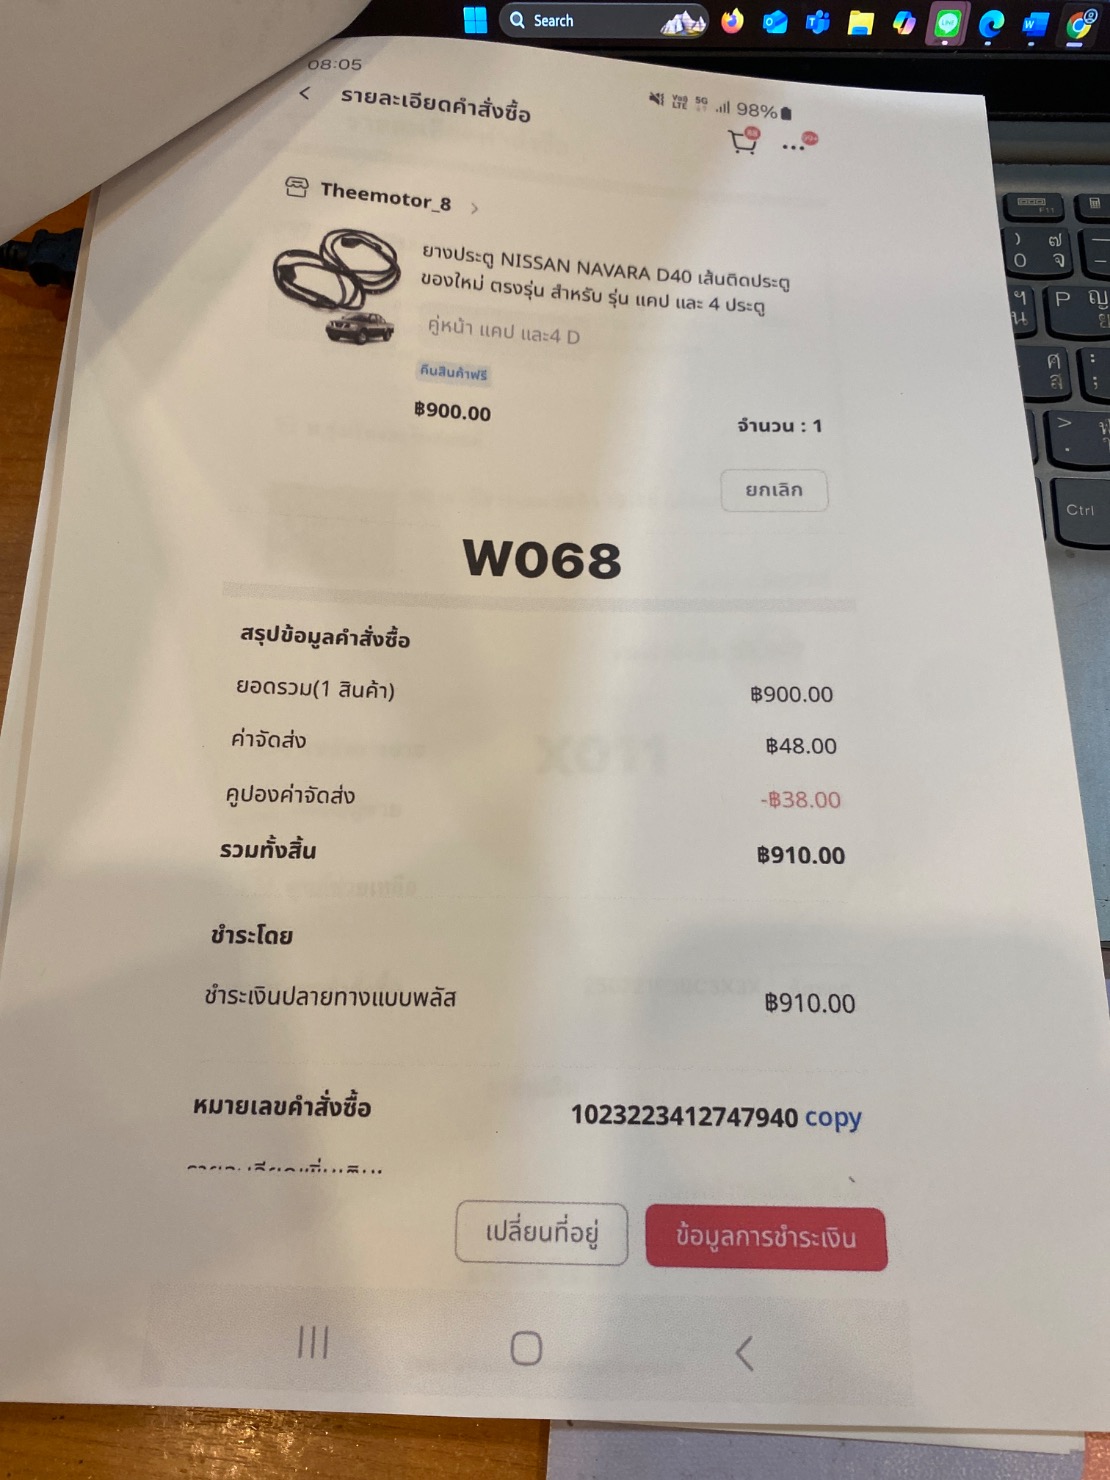 Search
08:05
98%
VoD LTE 5G
รายละเอียดคำสั่งซื้อ
Theemotor_8
ยางประตู NISSAN NAVARA D40 เส้นติดประตู
ของใหม่ ตรงรุ่น สำหรับ รุ่น แคป และ 4 ประตู
คู่หน้า แคป และ4 D
คืนสินค้าฟรี
฿900.00
จำนวน : 1
ยกเลิก
W068
สรุปข้อมูลคำสั่งซื้อ
ยอดรวม(1 สินค้า) ฿900.00
ค่าจัดส่ง ฿48.00
คูปองค่าจัดส่ง -฿38.00
รวมทั้งสิ้น ฿910.00
ชำระโดย
ชำระเงินปลายทางแบบพลัส ฿910.00
หมายเลขคำสั่งซื้อ 1023223412747940 copy
เปลี่ยนที่อยู่ ข้อมูลการชำระเงิน
F11
P
Ctrl